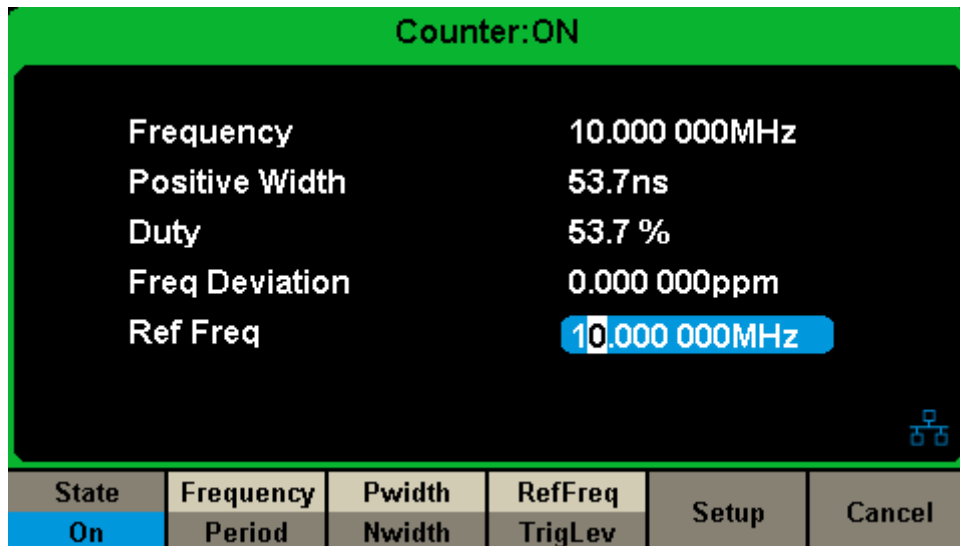 Counter:ON
Frequency 10.000 000MHz
Positive Width 53.7ns
Duty 53.7 %
Freq Deviation 0.000 000ppm
Ref Freq 10.000 000MHz
State Frequency Pwidth RefFreq Setup Cancel
On Period Nwidth TrigLev